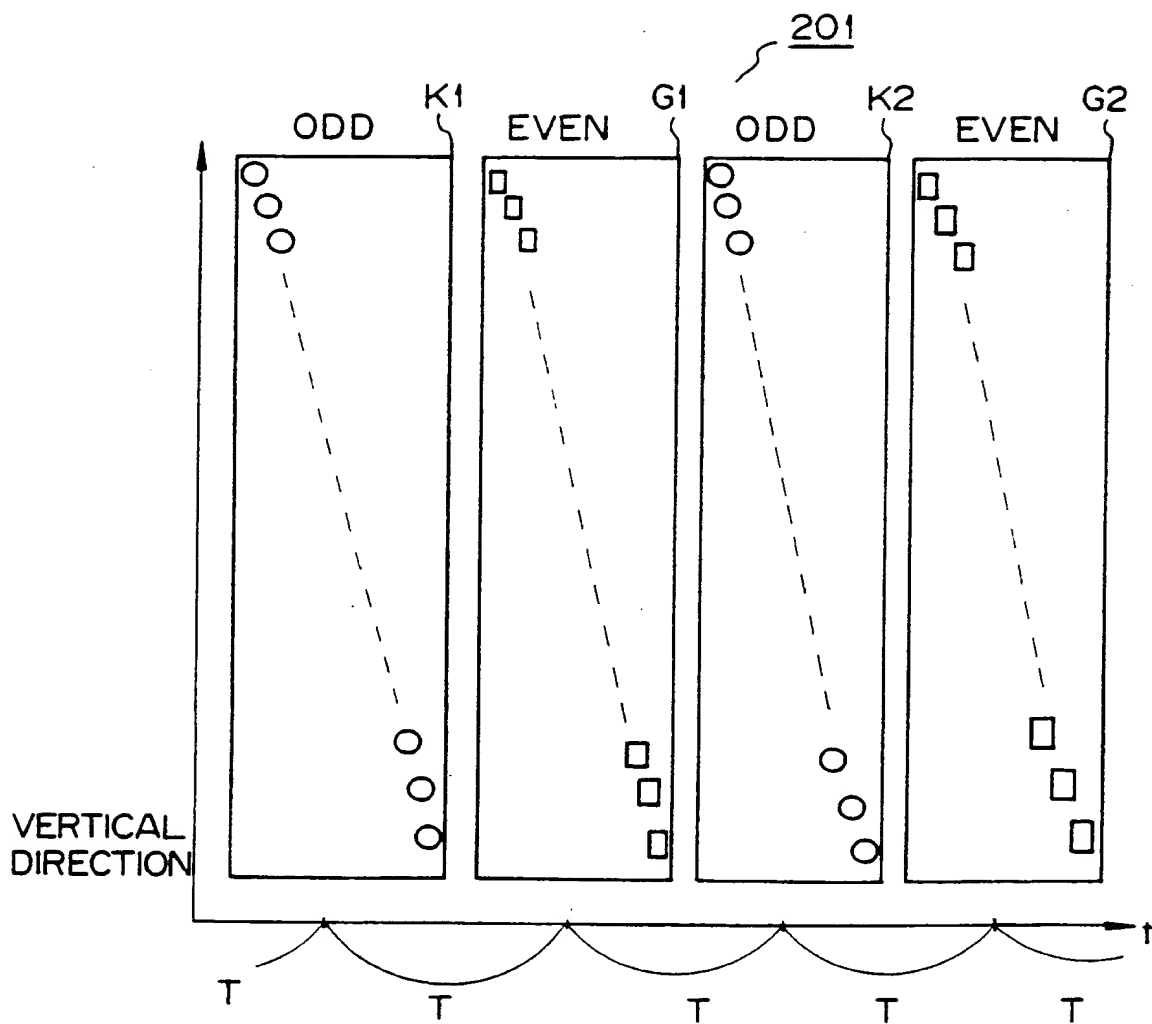 201
K1
G1
K2
G2
ODD
EVEN
ODD
EVEN
VERTICAL
DIRECTION
t
T
T
T
T
T